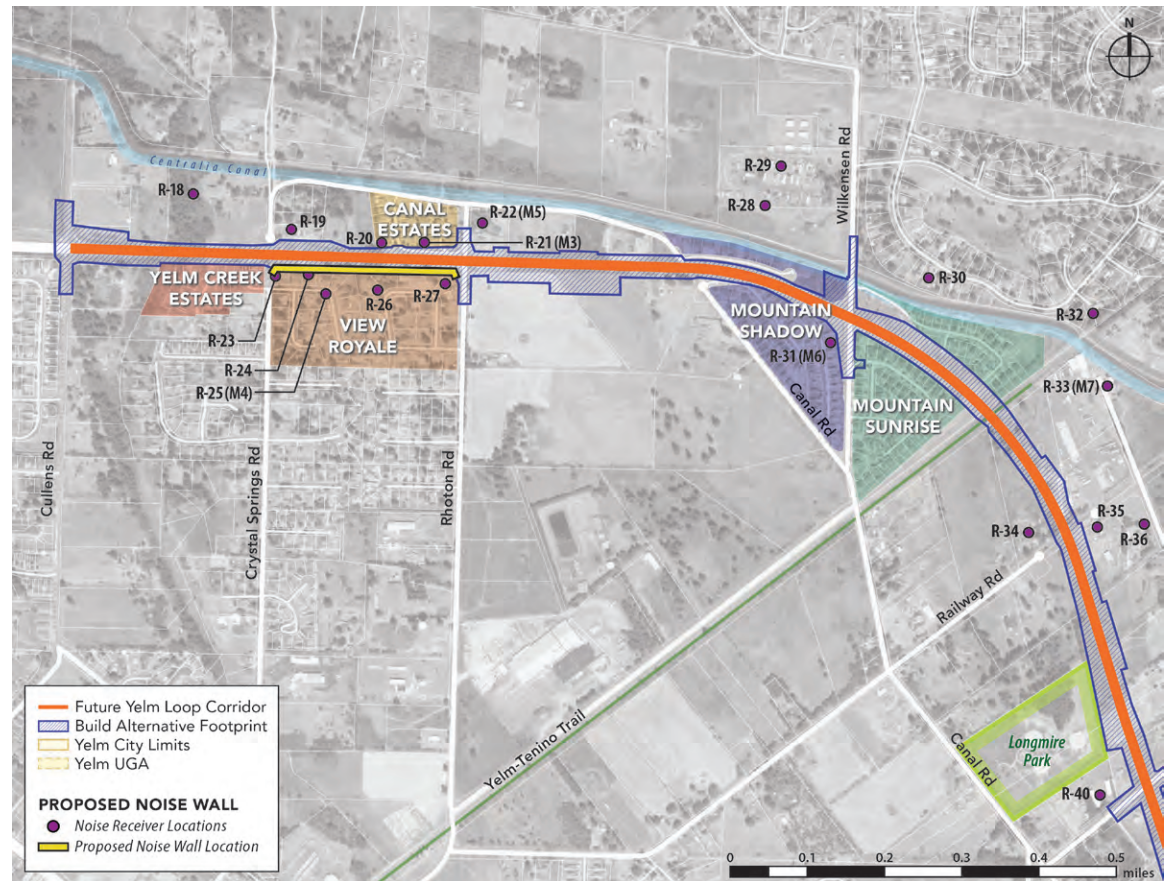 N
Centralia Canal
R-18
R-19
R-20
CANAL
ESTATES
R-22 (M5)
R-21 (M3)
R-29
R-28
Wilkensen Rd
R-30
R-32
YELM CREEK
ESTATES
R-23
R-24
R-25 (M4)
R-26
R-27
VIEW
ROYALE
MOUNTAIN
SHADOW
R-31 (M6)
Canal Rd
MOUNTAIN
SUNRISE
R-33 (M7)
Cullens Rd
Crystal Springs Rd
Rhoton Rd
R-34
R-35
R-36
Railway Rd
Yelm-Tenino Trail
Canal Rd
Longmire
Park
R-40
Future Yelm Loop Corridor
Build Alternative Footprint
Yelm City Limits
Yelm UGA
PROPOSED NOISE WALL
Noise Receiver Locations
Proposed Noise Wall Location
0 0.1 0.2 0.3 0.4 0.5
miles